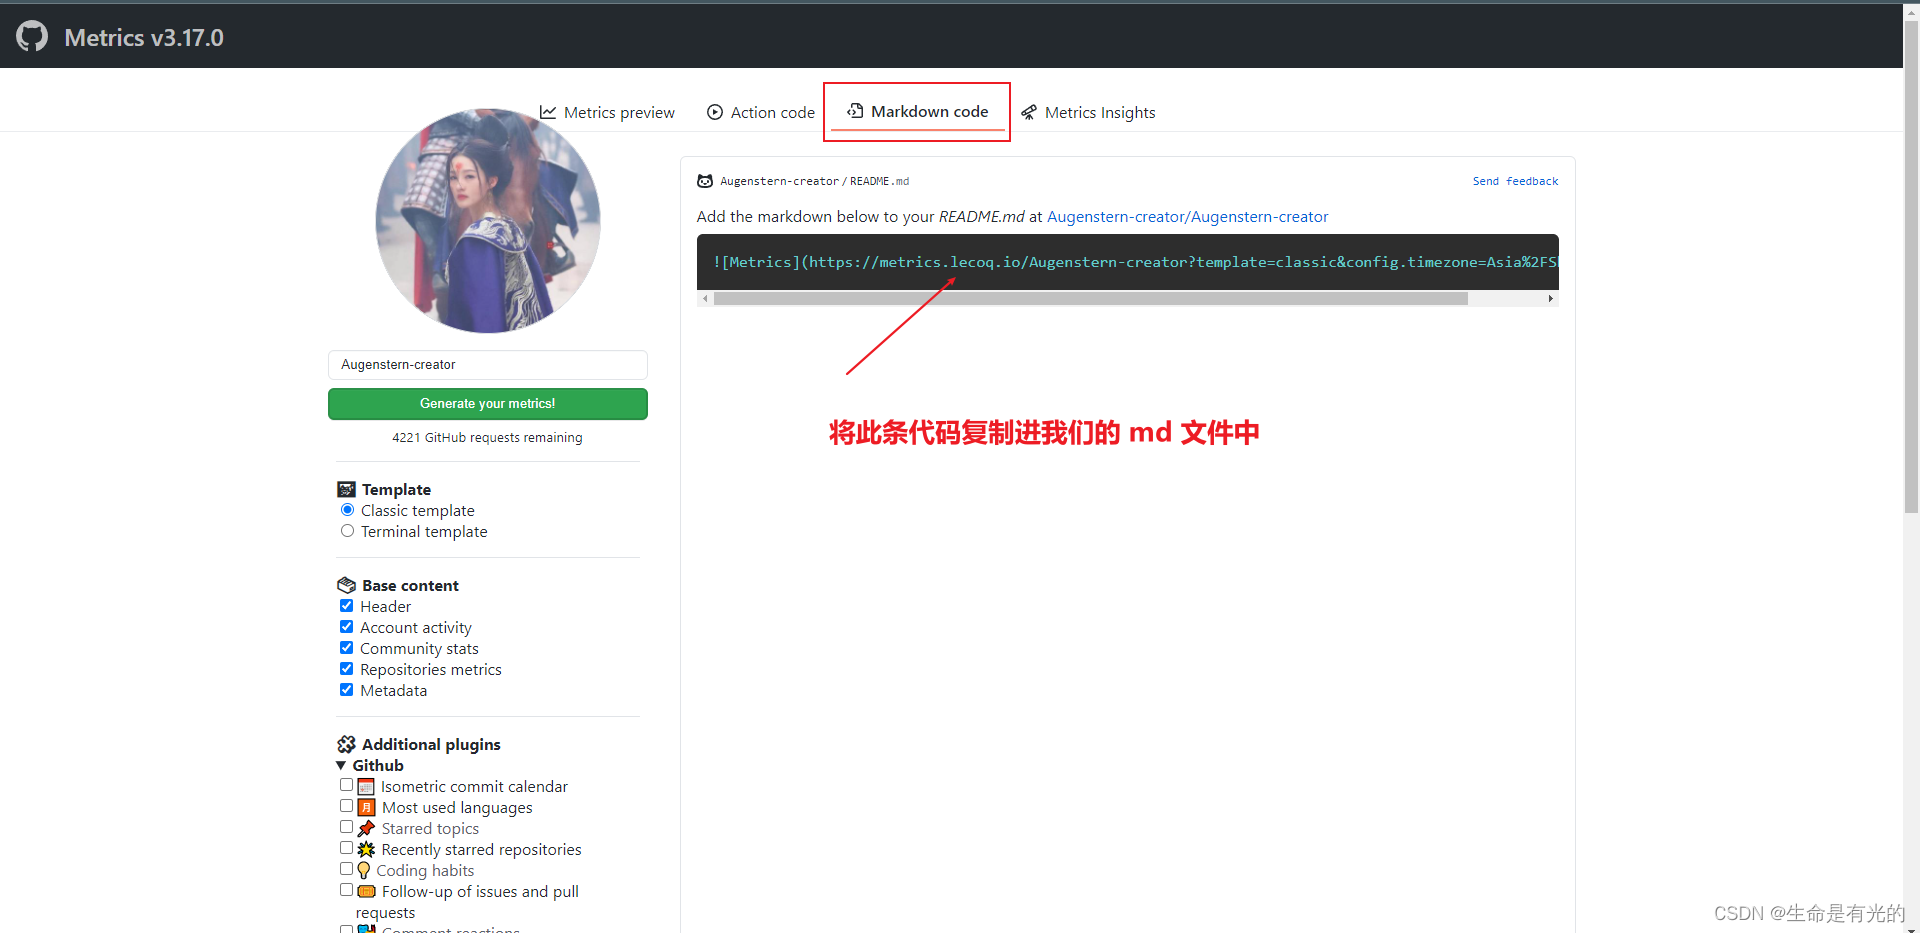 Metrics v3.17.0
Metrics preview
Action code
Markdown code
Metrics Insights
Augenstern-creator / README.md
Send feedback
Add the markdown below to your README.md at Augenstern-creator/Augenstern-creator
![Metrics](https://metrics.lecoq.io/Augenstern-creator?template=classic&config.timezone=Asia%2FS
将此条代码复制进我们的 md 文件中
Augenstern-creator
Generate your metrics!
4221 GitHub requests remaining
Template
Classic template
Terminal template
Base content
Header
Account activity
Community stats
Repositories metrics
Metadata
Additional plugins
Github
Isometric commit calendar
月 Most used languages
Starred topics
Recently starred repositories
Coding habits
Follow-up of issues and pull
requests
Comment reactions
CSDN @生命是有光的